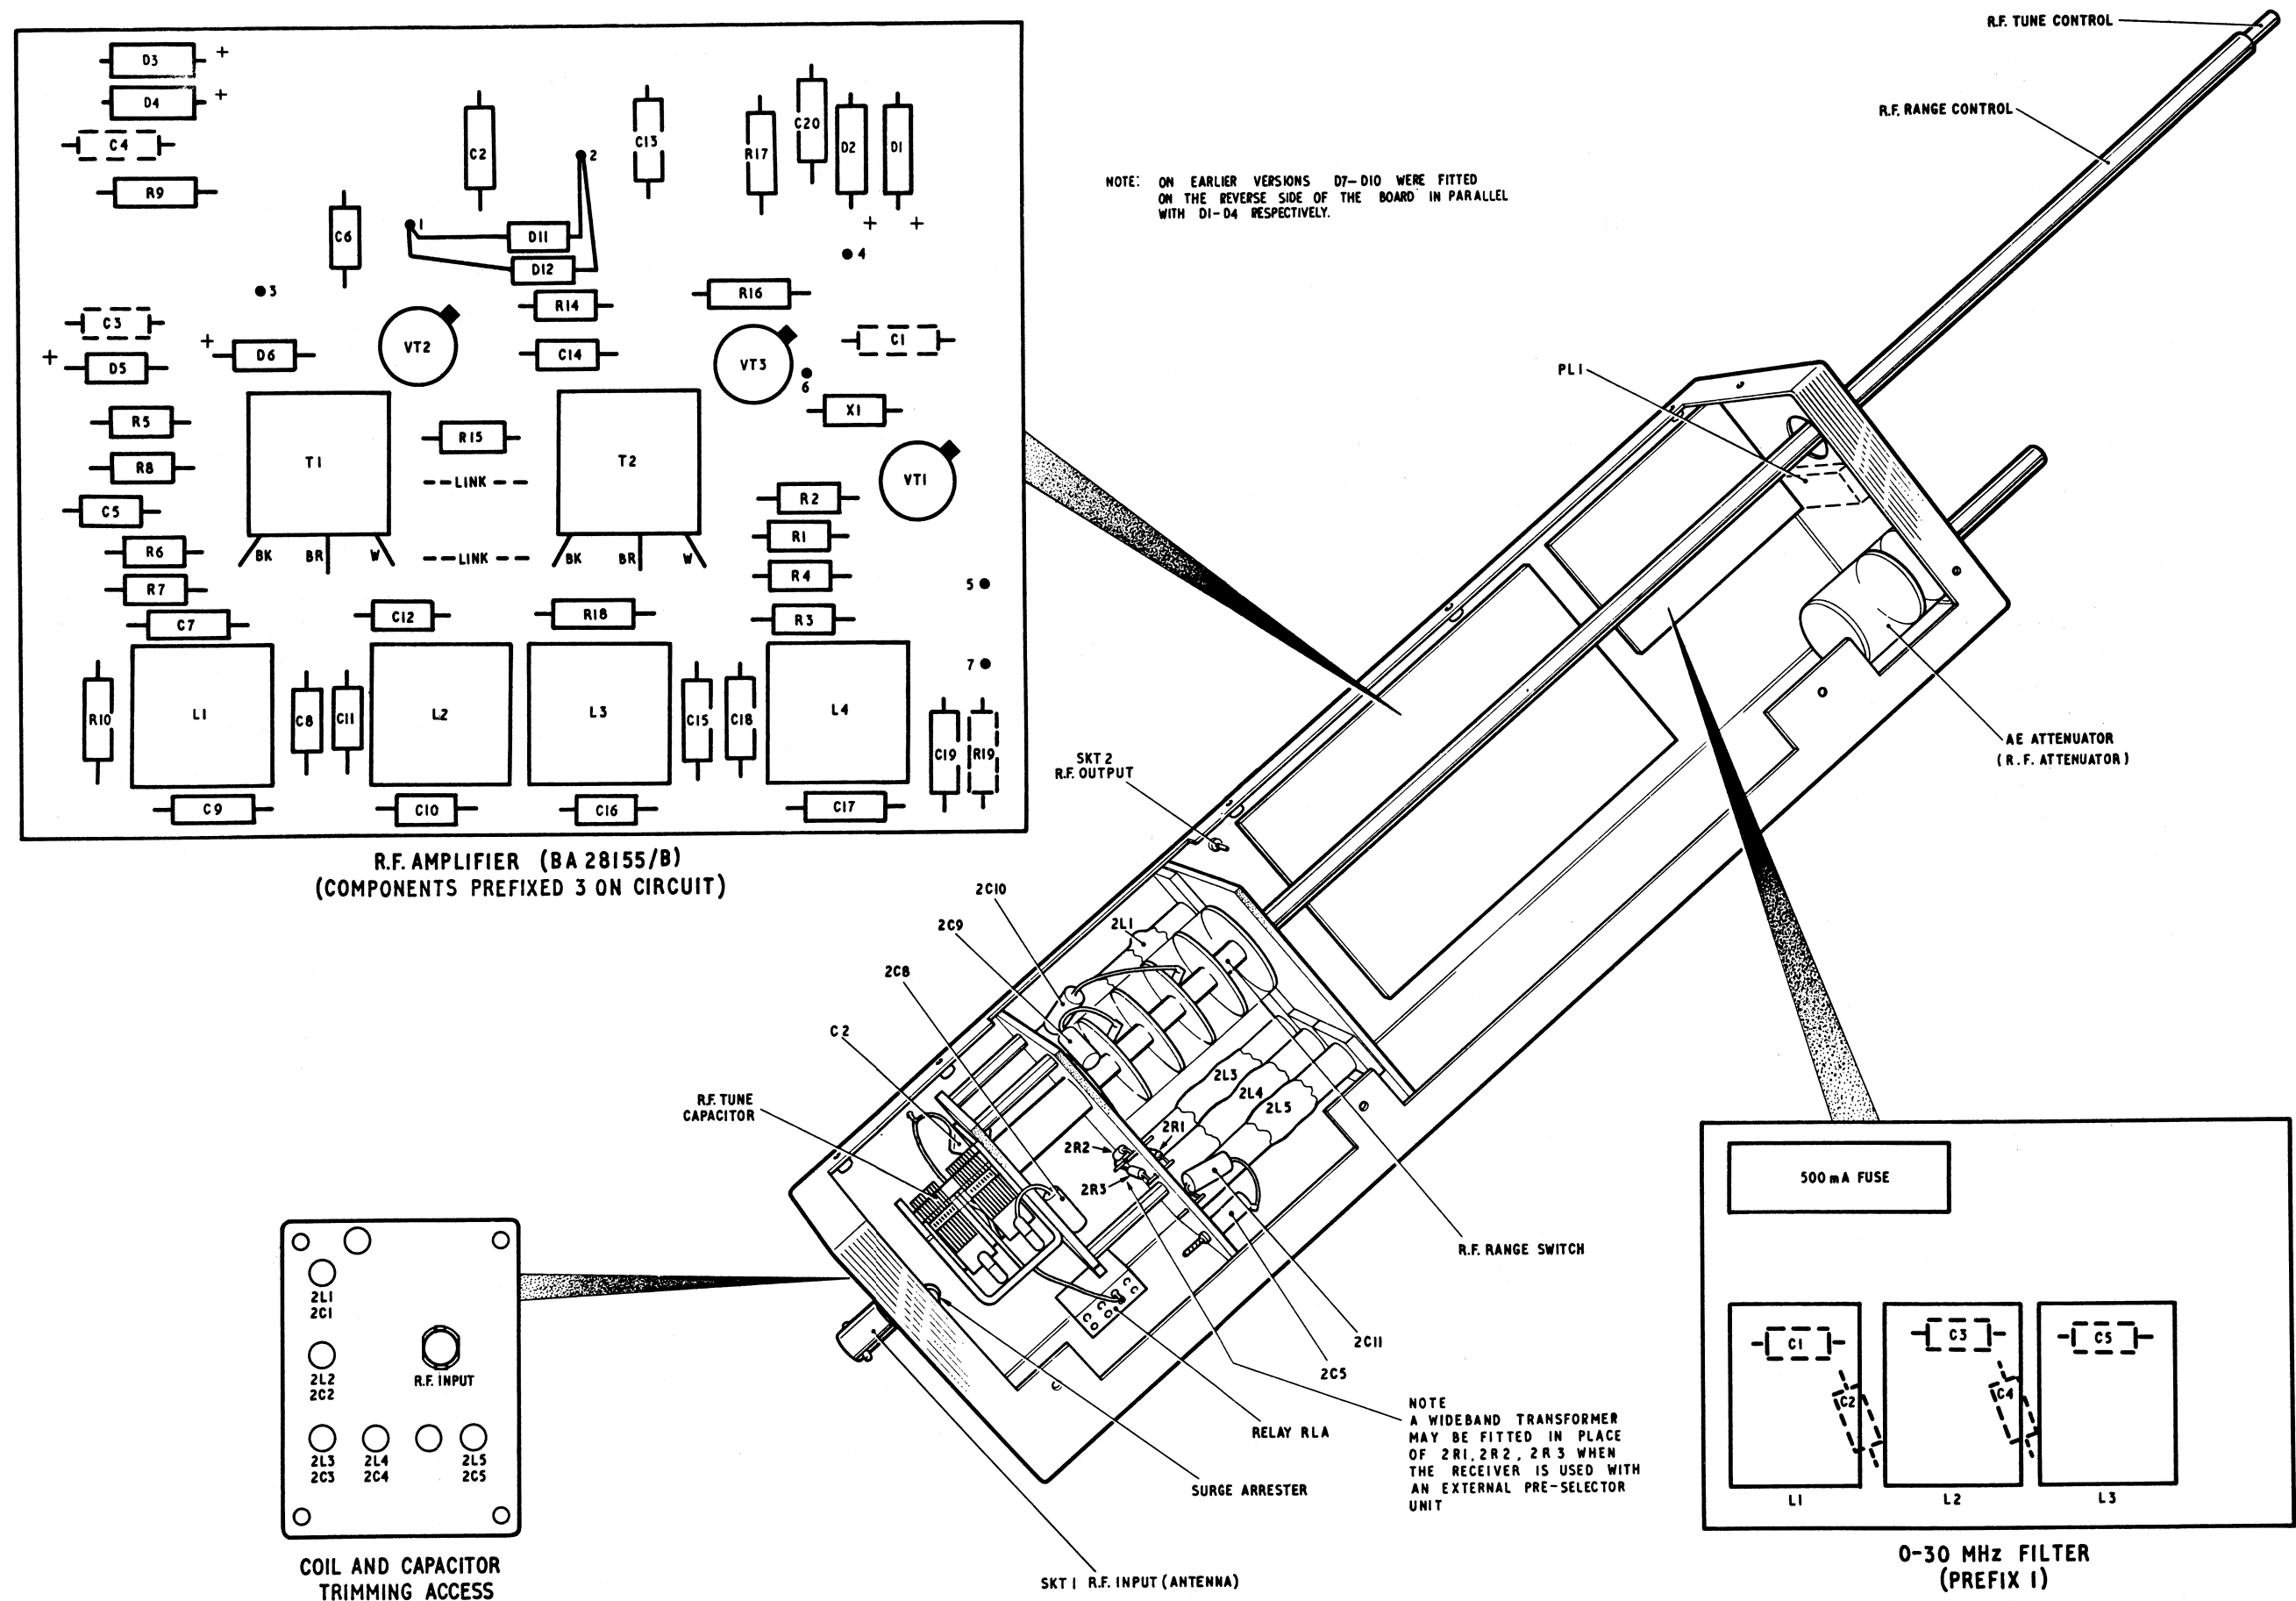 R.F. TUNE CONTROL
R.F. RANGE CONTROL
NOTE: ON EARLIER VERSIONS D7-D10 WERE FITTED
ON THE REVERSE SIDE OF THE BOARD IN PARALLEL
WITH D1-D4 RESPECTIVELY.
D3 +
D4 +
C4
R9
C2
C13
R17
C20
D2
D1
+ +
2
1
C6
D11
D12
4
3
R14
R16
C3
+ D5
+ D6
VT2
C14
VT3
6
C1
X1
R5
R8
C5
R6
R7
C7
T1
R15
LINK
T2
VT1
R2
R1
R4
R3
BK BR W
LINK
BK BR W
5
7
C12
R18
R10
L1
C8
C11
L2
L3
C15
C18
L4
C19
R19
C9
C10
C16
C17
R.F. AMPLIFIER (BA 28155/B)
(COMPONENTS PREFIXED 3 ON CIRCUIT)
PL1
AE ATTENUATOR
(R.F. ATTENUATOR)
SKT 2
R.F. OUTPUT
2C10
2C9
2C8
C2
2L1
R.F. TUNE
CAPACITOR
2L3
2L4
2L5
2R1
2R2
2R3
R.F. RANGE SWITCH
2C11
2C5
RELAY RLA
SURGE ARRESTER
SKT 1 R.F. INPUT (ANTENNA)
NOTE
A WIDEBAND TRANSFORMER
MAY BE FITTED IN PLACE
OF 2R1, 2R2, 2R3 WHEN
THE RECEIVER IS USED WITH
AN EXTERNAL PRE-SELECTOR
UNIT
2L1
2C1
2L2
2C2
R.F. INPUT
2L3
2C3
2L4
2C4
2L5
2C5
COIL AND CAPACITOR
TRIMMING ACCESS
500 mA FUSE
C1
C3
C5
C2
C4
L1
L2
L3
0-30 MHz FILTER
(PREFIX 1)